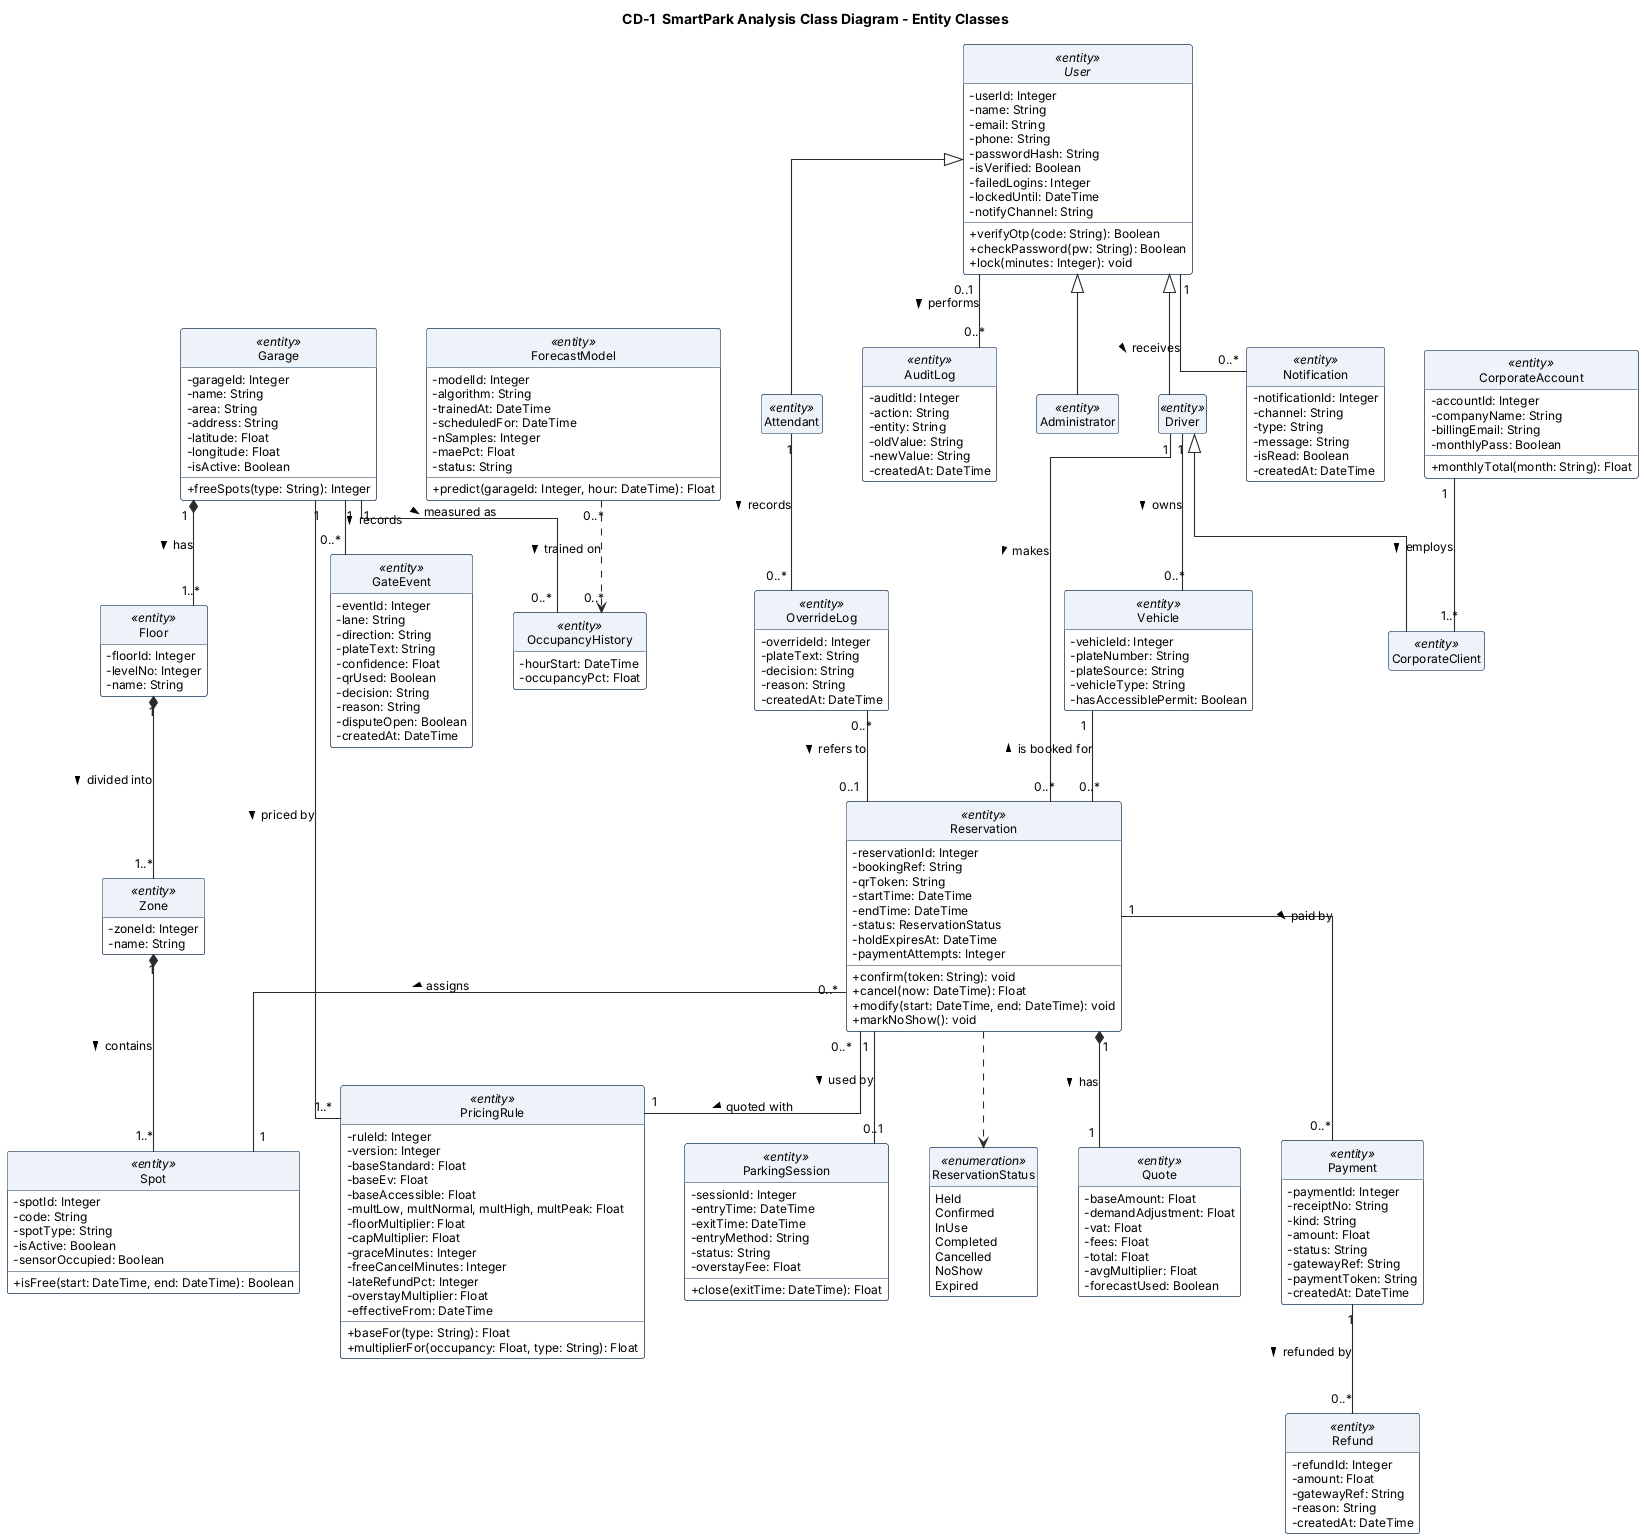 CD-1  SmartPark Analysis Class Diagram - Entity Classes
«entity»
User
-userId: Integer
-name: String
-email: String
-phone: String
-passwordHash: String
-isVerified: Boolean
-failedLogins: Integer
-lockedUntil: DateTime
-notifyChannel: String
+verifyOtp(code: String): Boolean
+checkPassword(pw: String): Boolean
+lock(minutes: Integer): void
0..1
performs
0..*
1
receives
0..*
«entity»
Garage
-garageId: Integer
-name: String
-area: String
-address: String
-latitude: Float
-longitude: Float
-isActive: Boolean
+freeSpots(type: String): Integer
«entity»
ForecastModel
-modelId: Integer
-algorithm: String
-trainedAt: DateTime
-scheduledFor: DateTime
-nSamples: Integer
-maePct: Float
-status: String
+predict(garageId: Integer, hour: DateTime): Float
«entity»
Attendant
«entity»
AuditLog
-auditId: Integer
-action: String
-entity: String
-oldValue: String
-newValue: String
-createdAt: DateTime
«entity»
Administrator
«entity»
Driver
«entity»
Notification
-notificationId: Integer
-channel: String
-type: String
-message: String
-isRead: Boolean
-createdAt: DateTime
«entity»
CorporateAccount
-accountId: Integer
-companyName: String
-billingEmail: String
-monthlyPass: Boolean
+monthlyTotal(month: String): Float
1
has
1..*
1
1
records
0..*
1
measured as
0..*
0..*
trained on
0..*
1
records
0..*
1
makes
0..*
1
owns
0..*
1
employs
1..*
«entity»
Floor
-floorId: Integer
-levelNo: Integer
-name: String
«entity»
GateEvent
-eventId: Integer
-lane: String
-direction: String
-plateText: String
-confidence: Float
-qrUsed: Boolean
-decision: String
-reason: String
-disputeOpen: Boolean
-createdAt: DateTime
«entity»
OccupancyHistory
-hourStart: DateTime
-occupancyPct: Float
«entity»
OverrideLog
-overrideId: Integer
-plateText: String
-decision: String
-reason: String
-createdAt: DateTime
«entity»
Vehicle
-vehicleId: Integer
-plateNumber: String
-plateSource: String
-vehicleType: String
-hasAccessiblePermit: Boolean
«entity»
CorporateClient
1
divided into
1..*
priced by
1..*
0..*
refers to
0..1
1
is booked for
0..*
«entity»
Zone
-zoneId: Integer
-name: String
«entity»
Reservation
-reservationId: Integer
-bookingRef: String
-qrToken: String
-startTime: DateTime
-endTime: DateTime
-status: ReservationStatus
-holdExpiresAt: DateTime
-paymentAttempts: Integer
+confirm(token: String): void
+cancel(now: DateTime): Float
+modify(start: DateTime, end: DateTime): void
+markNoShow(): void
1
contains
1..*
0..*
assigns
1
0..*
quoted with
1
1
used by
0..1
1
has
1
1
paid by
0..*
«entity»
Spot
-spotId: Integer
-code: String
-spotType: String
-isActive: Boolean
-sensorOccupied: Boolean
+isFree(start: DateTime, end: DateTime): Boolean
«entity»
PricingRule
-ruleId: Integer
-version: Integer
-baseStandard: Float
-baseEv: Float
-baseAccessible: Float
-multLow, multNormal, multHigh, multPeak: Float
-floorMultiplier: Float
-capMultiplier: Float
-graceMinutes: Integer
-freeCancelMinutes: Integer
-lateRefundPct: Integer
-overstayMultiplier: Float
-effectiveFrom: DateTime
+baseFor(type: String): Float
+multiplierFor(occupancy: Float, type: String): Float
«entity»
ParkingSession
-sessionId: Integer
-entryTime: DateTime
-exitTime: DateTime
-entryMethod: String
-status: String
-overstayFee: Float
+close(exitTime: DateTime): Float
«enumeration»
ReservationStatus
Held
Confirmed
InUse
Completed
Cancelled
NoShow
Expired
«entity»
Quote
-baseAmount: Float
-demandAdjustment: Float
-vat: Float
-fees: Float
-total: Float
-avgMultiplier: Float
-forecastUsed: Boolean
«entity»
Payment
-paymentId: Integer
-receiptNo: String
-kind: String
-amount: Float
-status: String
-gatewayRef: String
-paymentToken: String
-createdAt: DateTime
1
refunded by
0..*
«entity»
Refund
-refundId: Integer
-amount: Float
-gatewayRef: String
-reason: String
-createdAt: DateTime